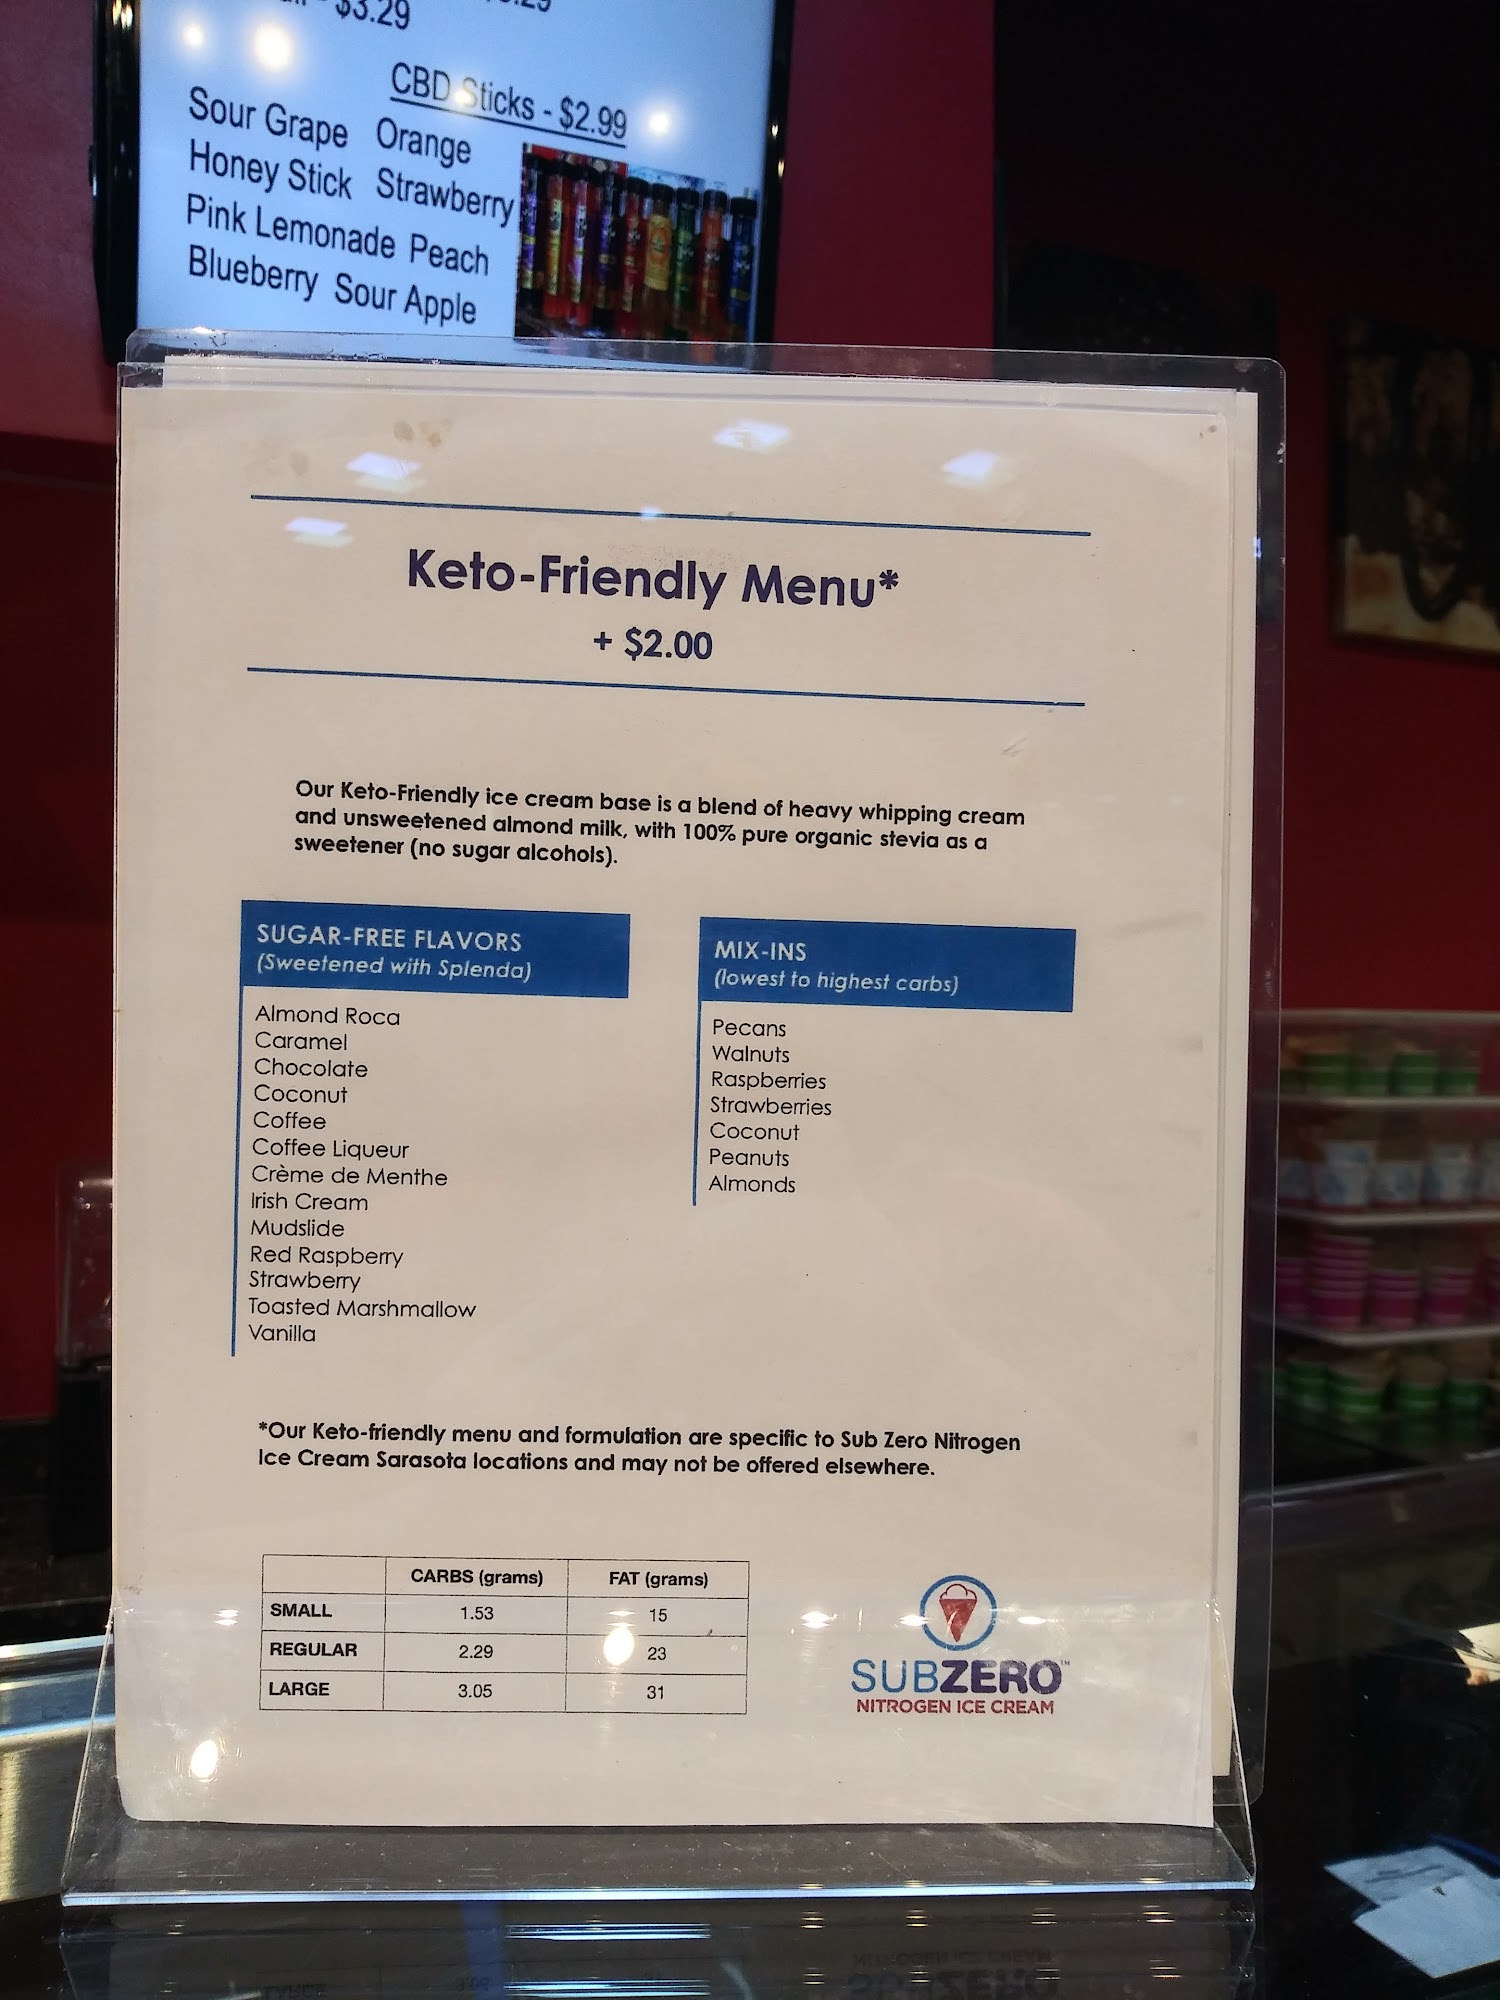 $3.29
CBD Sticks - $2.99
Sour Grape Orange
Honey Stick Strawberry
Pink Lemonade Peach
Blueberry Sour Apple
Keto-Friendly Menu*
+ $2.00
Our Keto-Friendly ice cream base is a blend of heavy whipping cream
and unsweetened almond milk, with 100% pure organic stevia as a
sweetener (no sugar alcohols).
SUGAR-FREE FLAVORS
(Sweetened with Splenda)
Almond Roca
Caramel
Chocolate
Coconut
Coffee
Coffee Liqueur
Crème de Menthe
Irish Cream
Mudslide
Red Raspberry
Strawberry
Toasted Marshmallow
Vanilla
MIX-INS
(lowest to highest carbs)
Pecans
Walnuts
Raspberries
Strawberries
Coconut
Peanuts
Almonds
*Our Keto-friendly menu and formulation are specific to Sub Zero Nitrogen
Ice Cream Sarasota locations and may not be offered elsewhere.
CARBS (grams) FAT (grams)
SMALL 1.53 15
REGULAR 2.29 23
LARGE 3.05 31
SUBZERO™
NITROGEN ICE CREAM